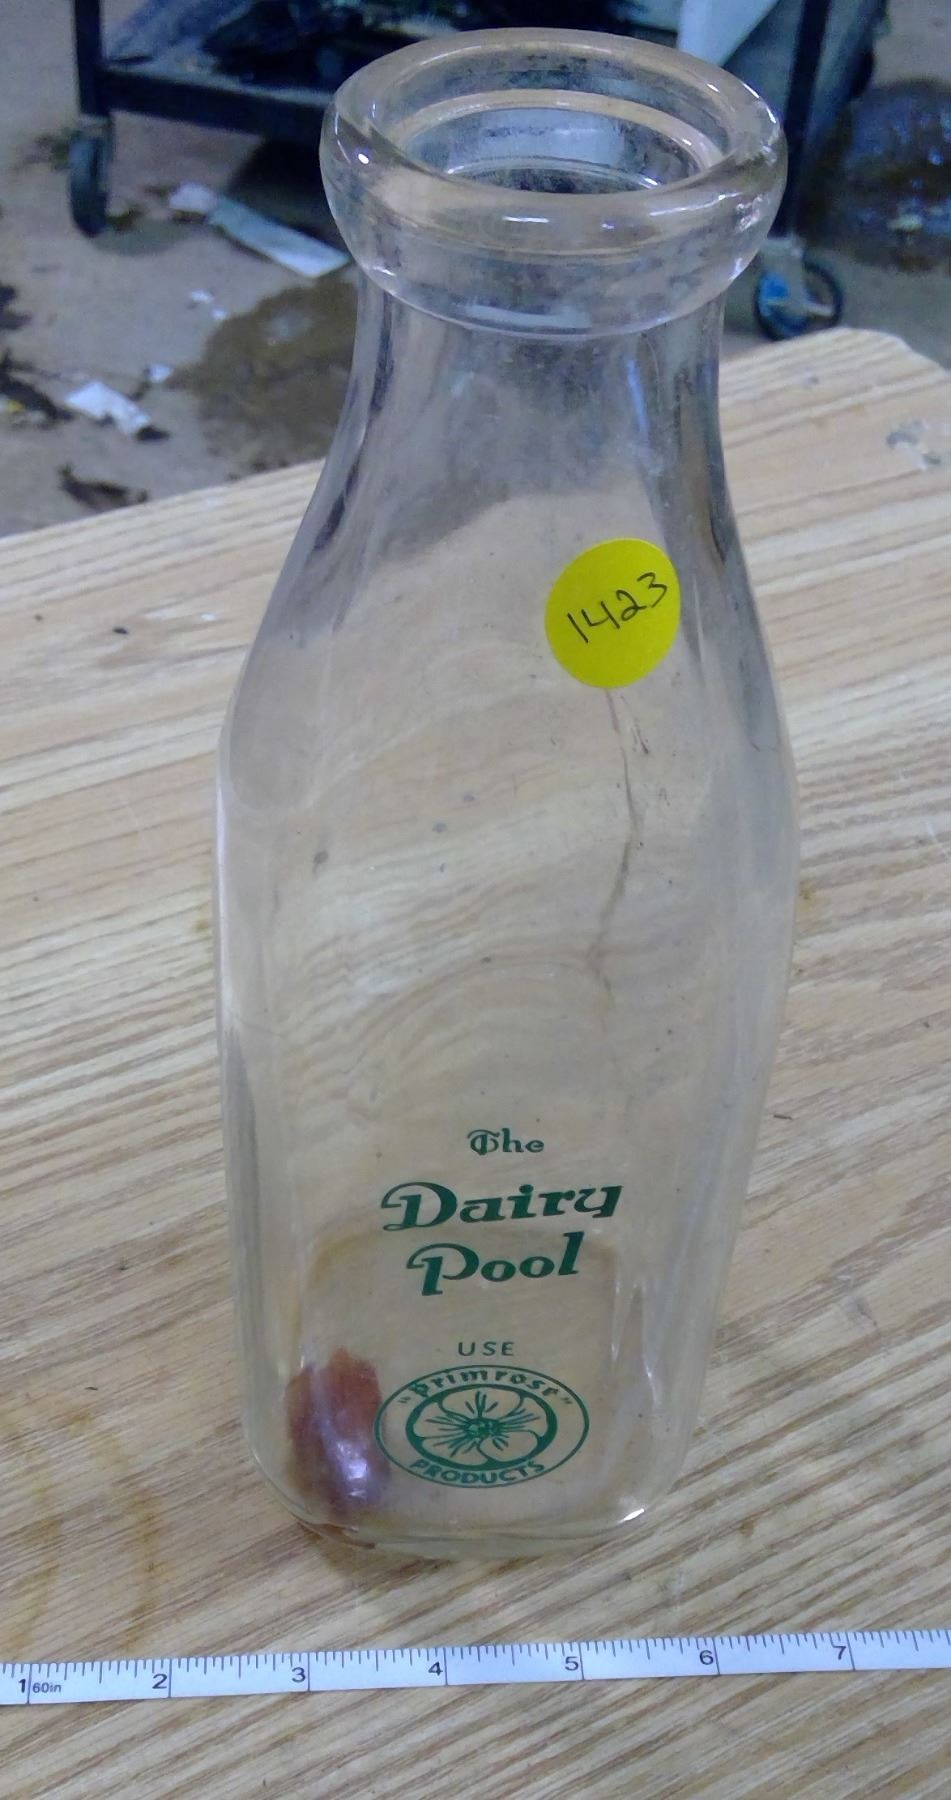 1423
The
Dairy
Pool
USE
"Primrose"
PRODUCTS
1 60in 2 3 4 5 6 7